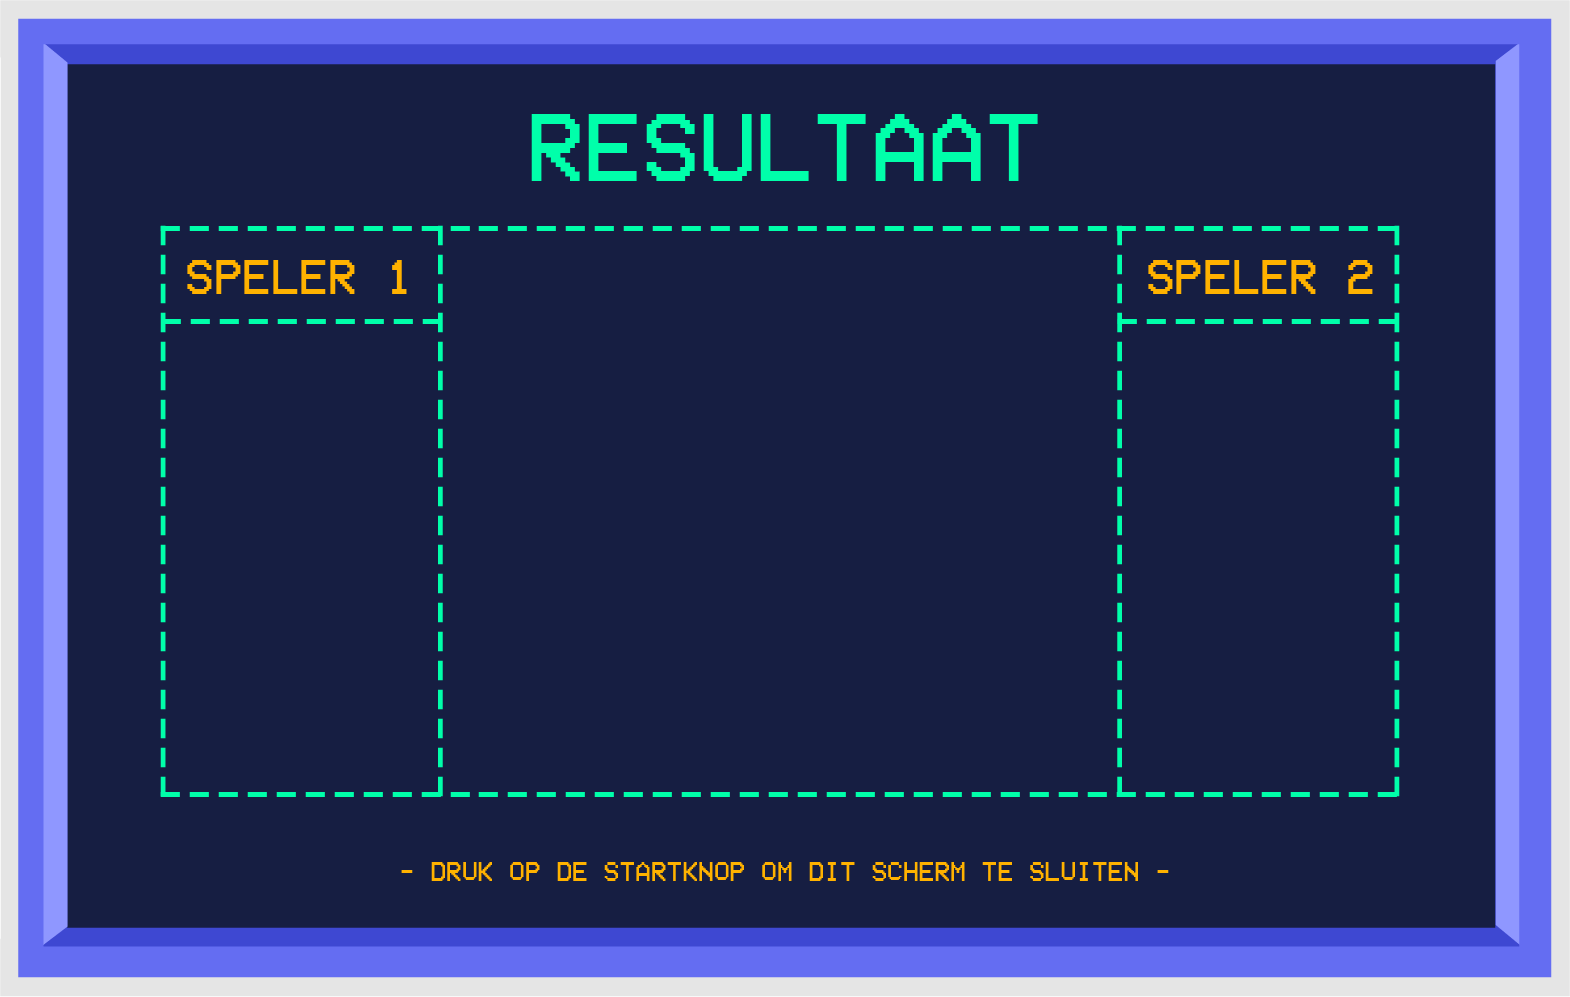 RESULTAAT
SPELER 1
SPELER 2
- DRUK OP DE STARTKNOP OM DIT SCHERM TE SLUITEN -